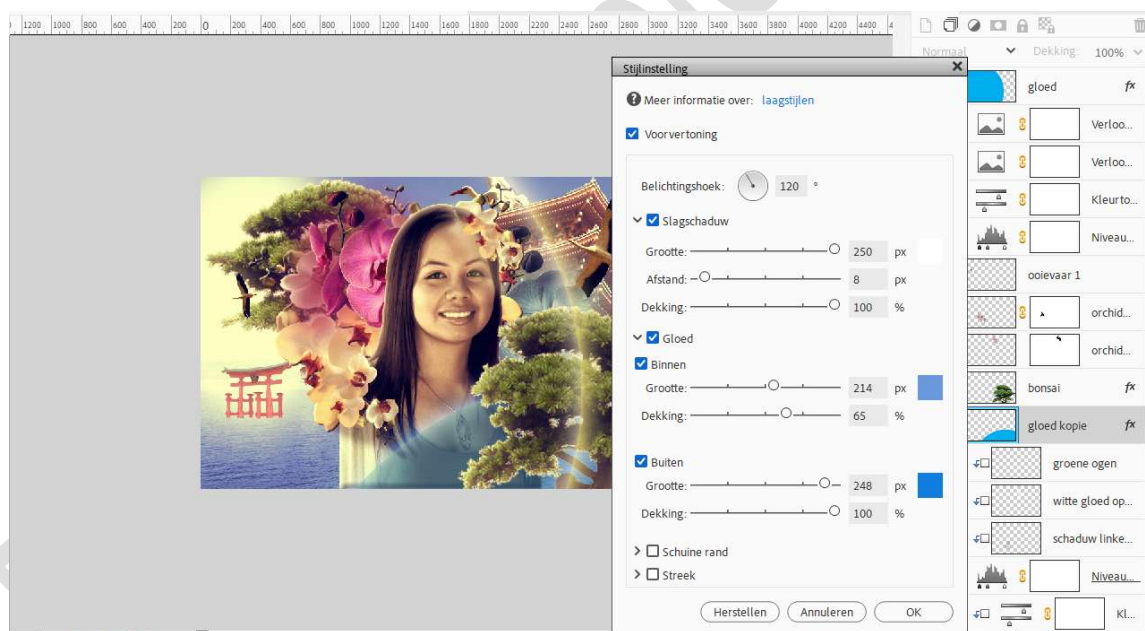 1200 1000 800 600 400 200 0 200 400 600 800 1000 1200 1400 1600 1800 2000 2200 2400 2600 2800 3000 3200 3400 3600 3800 4000 4200 4400 4
Normaal Dekking: 100%
Stijlinstelling
Meer informatie over: laagstijlen
Voorvertoning
Belichtingshoek: 120 °
Slagschaduw
Grootte: 250 px
Afstand: 8 px
Dekking: 100 %
Gloed
Binnen
Grootte: 214 px
Dekking: 65 %
Buiten
Grootte: 248 px
Dekking: 100 %
Schuine rand
Streek
Herstellen Annuleren OK
gloed fx
Verloo...
Verloo...
Kleurto...
Niveau...
ooievaar 1
orchid...
orchid...
bonsai fx
gloed kopie fx
groene ogen
witte gloed op...
schaduw linke...
Niveau...
Kl...